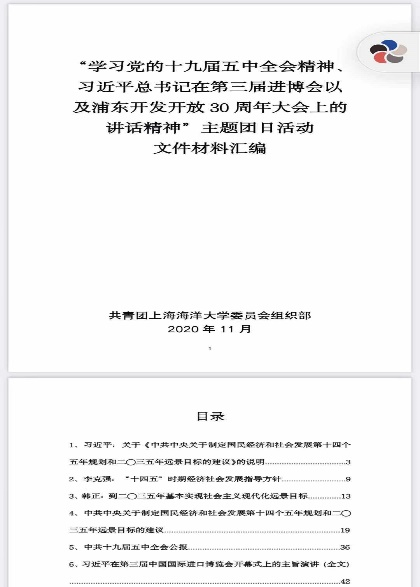 “学习党的十九届五中全会精神、
习近平总书记在第三届进博会以
及浦东开发开放 30 周年大会上的
讲话精神”主题团日活动
文件材料汇编
共青团上海海洋大学委员会组织部
2020 年 11 月
1
目录
1、习近平：关于《中共中央关于制定国民经济和社会发展第十四个
五年规划和二〇三五年远景目标的建议》的说明..........................3
2、李克强：“十四五”时期经济社会发展指导方针..........................9
3、韩正：到二〇三五年基本实现社会主义现代化远景目标............13
4、中共中央关于制定国民经济和社会发展第十四个五年规划和二〇
三五年远景目标的建议..........................................................19
5、中共十九届五中全会公报..................................................36
6、习近平在第三届中国国际进口博览会开幕式上的主旨演讲（全文）
..........................................................................................42